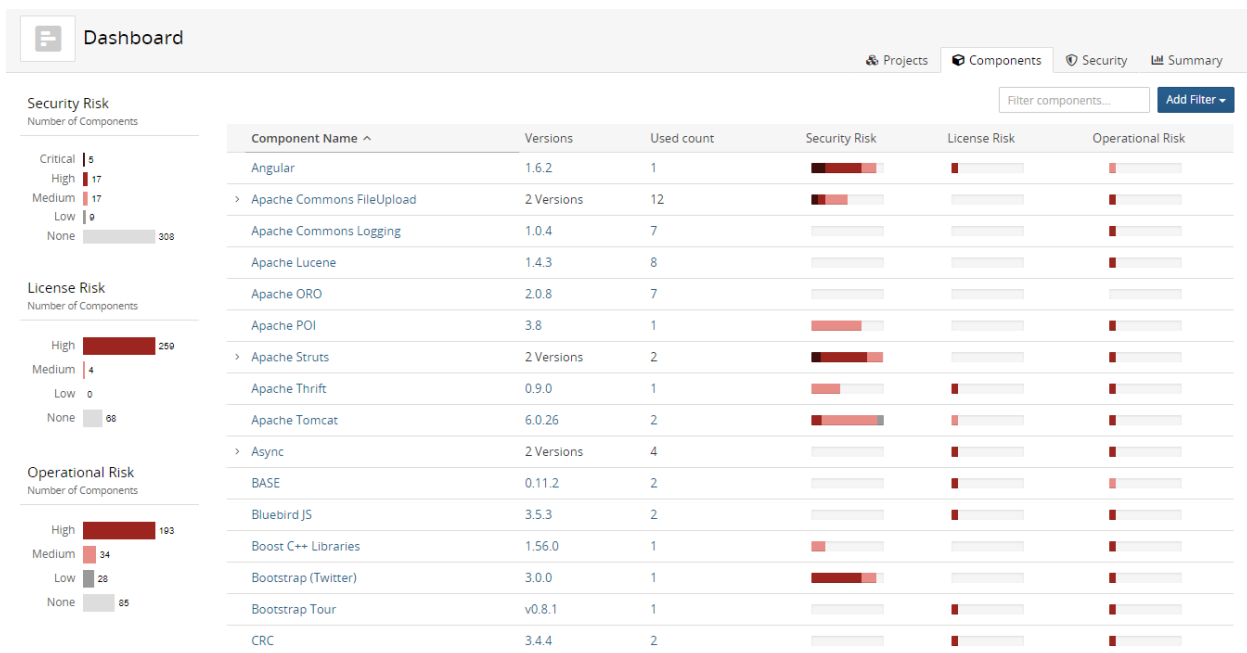 Dashboard
Projects Components Security Summary
Filter components... Add Filter
Security Risk
Number of Components
Critical 5
High 17
Medium 17
Low 9
None 308
License Risk
Number of Components
High 259
Medium 4
Low 0
None 68
Operational Risk
Number of Components
High 193
Medium 34
Low 28
None 85
Component Name Versions Used count Security Risk License Risk Operational Risk
Angular 1.6.2 1
Apache Commons FileUpload 2 Versions 12
Apache Commons Logging 1.0.4 7
Apache Lucene 1.4.3 8
Apache ORO 2.0.8 7
Apache POI 3.8 1
Apache Struts 2 Versions 2
Apache Thrift 0.9.0 1
Apache Tomcat 6.0.26 2
Async 2 Versions 4
BASE 0.11.2 2
Bluebird JS 3.5.3 2
Boost C++ Libraries 1.56.0 1
Bootstrap (Twitter) 3.0.0 1
Bootstrap Tour v0.8.1 1
CRC 3.4.4 2